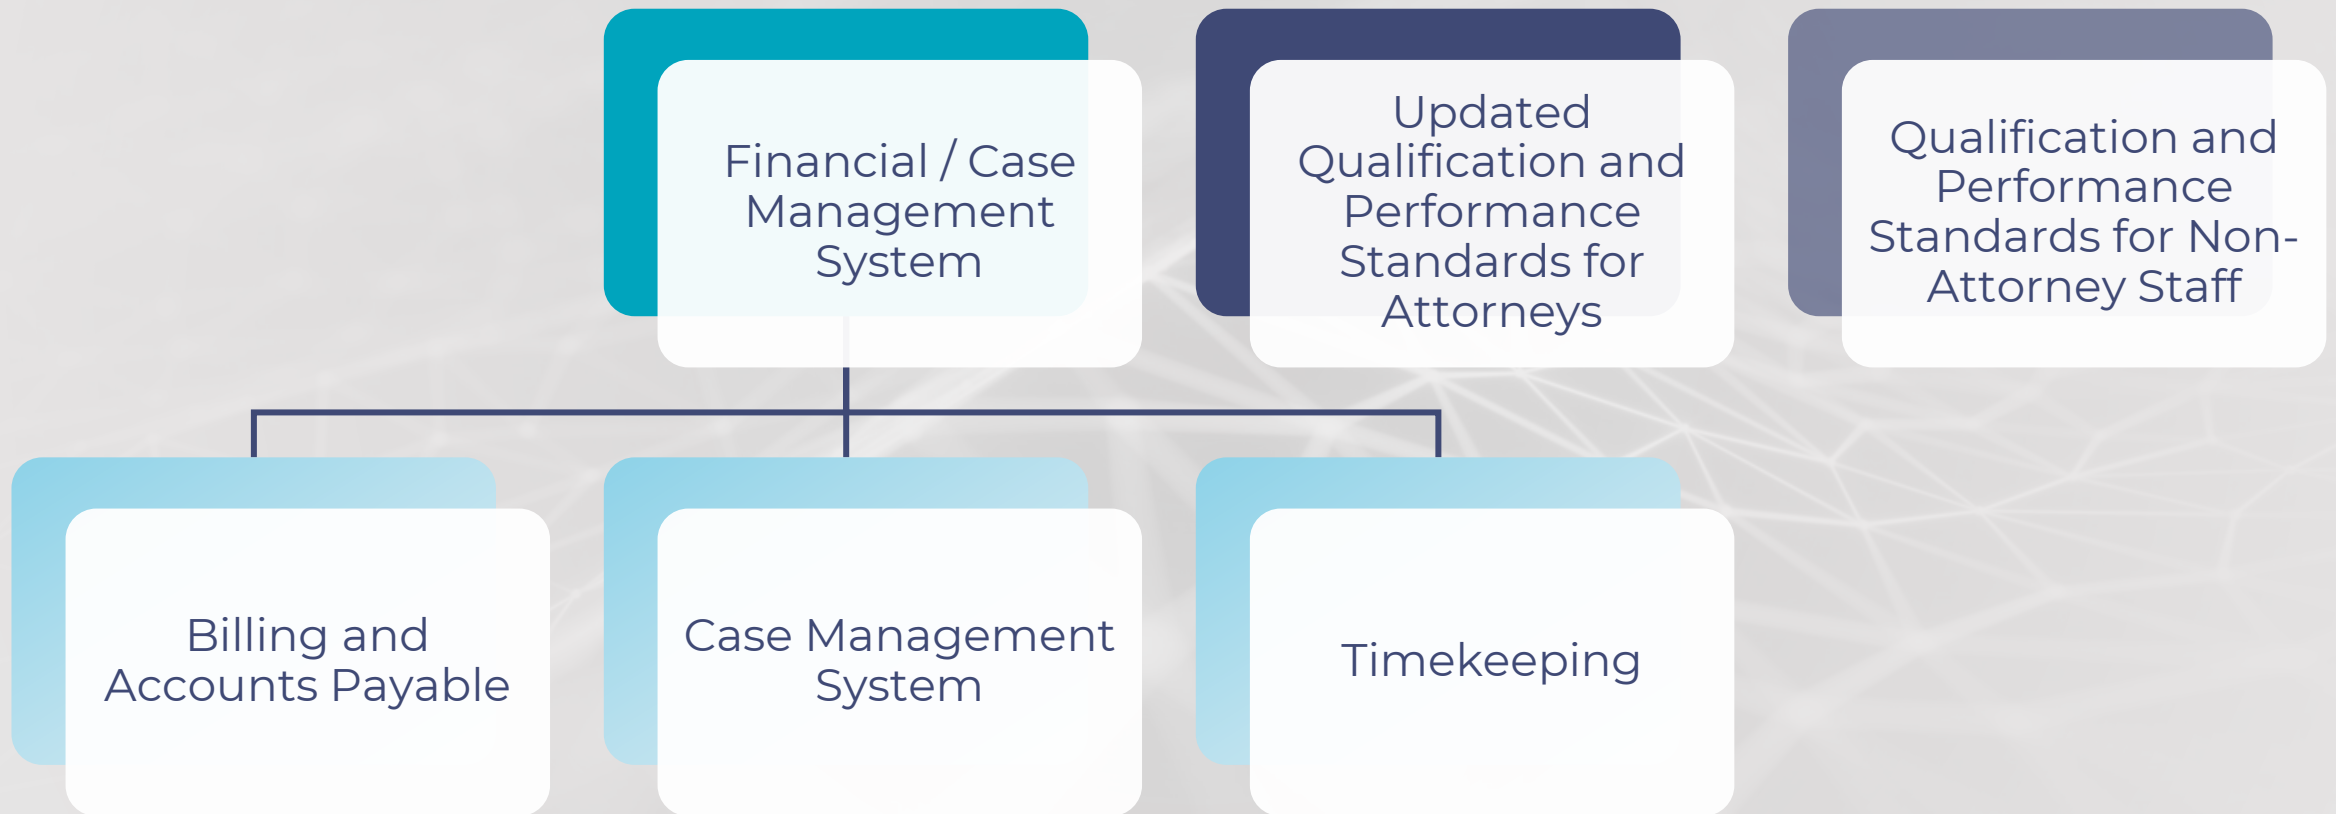 Financial / Case
Management
System
Updated
Qualification and
Performance
Standards for
Attorneys
Qualification and
Performance
Standards for Non-
Attorney Staff
Billing and
Accounts Payable
Case Management
System
Timekeeping